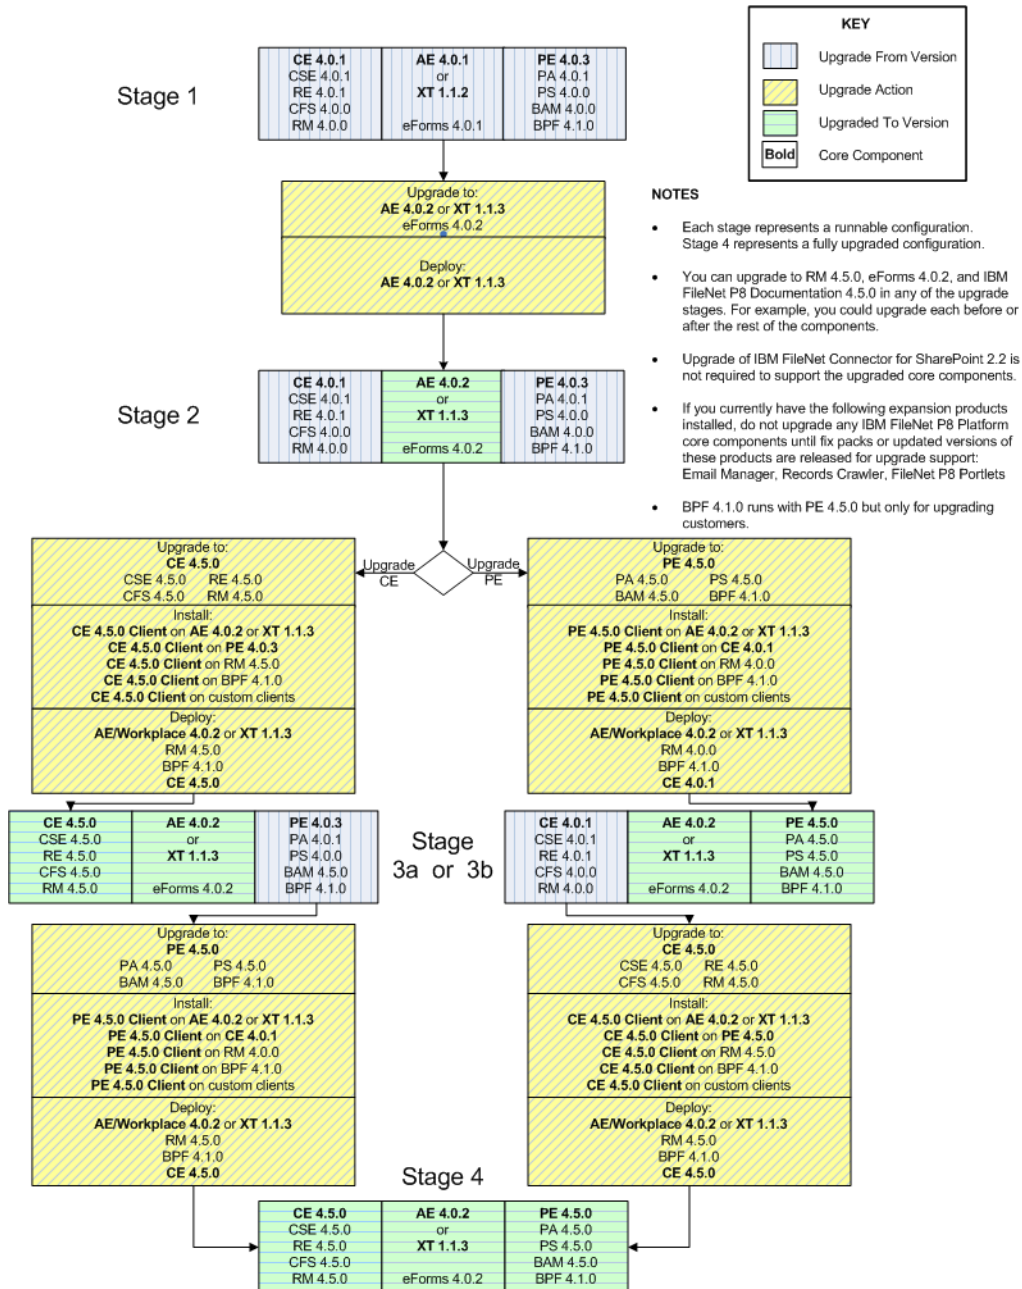 KEY
Upgrade From Version
Upgrade Action
Upgraded To Version
Bold Core Component
Stage 1
CE 4.0.1
CSE 4.0.1
RE 4.0.1
CFS 4.0.0
RM 4.0.0
AE 4.0.1
or
XT 1.1.2
eForms 4.0.1
PE 4.0.3
PA 4.0.1
PS 4.0.0
BAM 4.0.0
BPF 4.1.0
Upgrade to:
AE 4.0.2 or XT 1.1.3
eForms 4.0.2
Deploy:
AE 4.0.2 or XT 1.1.3
NOTES
• Each stage represents a runnable configuration.
Stage 4 represents a fully upgraded configuration.
• You can upgrade to RM 4.5.0, eForms 4.0.2, and IBM
FileNet P8 Documentation 4.5.0 in any of the upgrade
stages. For example, you could upgrade each before or
after the rest of the components.
• Upgrade of IBM FileNet Connector for SharePoint 2.2 is
not required to support the upgraded core components.
• If you currently have the following expansion products
installed, do not upgrade any IBM FileNet P8 Platform
core components until fix packs or updated versions of
these products are released for upgrade support:
Email Manager, Records Crawler, FileNet P8 Portlets
• BPF 4.1.0 runs with PE 4.5.0 but only for upgrading
customers.
Stage 2
CE 4.0.1
CSE 4.0.1
RE 4.0.1
CFS 4.0.0
RM 4.0.0
AE 4.0.2
or
XT 1.1.3
eForms 4.0.2
PE 4.0.3
PA 4.0.1
PS 4.0.0
BAM 4.0.0
BPF 4.1.0
Upgrade
CE
Upgrade
PE
Upgrade to:
CE 4.5.0
CSE 4.5.0 RE 4.5.0
CFS 4.5.0 RM 4.5.0
Install:
CE 4.5.0 Client on AE 4.0.2 or XT 1.1.3
CE 4.5.0 Client on PE 4.0.3
CE 4.5.0 Client on RM 4.5.0
CE 4.5.0 Client on BPF 4.1.0
CE 4.5.0 Client on custom clients
Deploy:
AE/Workplace 4.0.2 or XT 1.1.3
RM 4.5.0
BPF 4.1.0
CE 4.5.0
Upgrade to:
PE 4.5.0
PA 4.5.0 PS 4.5.0
BAM 4.5.0 BPF 4.1.0
Install:
PE 4.5.0 Client on AE 4.0.2 or XT 1.1.3
PE 4.5.0 Client on CE 4.0.1
PE 4.5.0 Client on RM 4.0.0
PE 4.5.0 Client on BPF 4.1.0
PE 4.5.0 Client on custom clients
Deploy:
AE/Workplace 4.0.2 or XT 1.1.3
RM 4.0.0
BPF 4.1.0
CE 4.0.1
CE 4.5.0
CSE 4.5.0
RE 4.5.0
CFS 4.5.0
RM 4.5.0
AE 4.0.2
or
XT 1.1.3
eForms 4.0.2
PE 4.0.3
PA 4.0.1
PS 4.0.0
BAM 4.5.0
BPF 4.1.0
Stage
3a or 3b
CE 4.0.1
CSE 4.0.1
RE 4.0.1
CFS 4.0.0
RM 4.0.0
AE 4.0.2
or
XT 1.1.3
eForms 4.0.2
PE 4.5.0
PA 4.5.0
PS 4.5.0
BAM 4.5.0
BPF 4.1.0
Upgrade to:
PE 4.5.0
PA 4.5.0 PS 4.5.0
BAM 4.5.0 BPF 4.1.0
Install:
PE 4.5.0 Client on AE 4.0.2 or XT 1.1.3
PE 4.5.0 Client on CE 4.0.1
PE 4.5.0 Client on RM 4.0.0
PE 4.5.0 Client on BPF 4.1.0
PE 4.5.0 Client on custom clients
Deploy:
AE/Workplace 4.0.2 or XT 1.1.3
RM 4.5.0
BPF 4.1.0
CE 4.5.0
Upgrade to:
CE 4.5.0
CSE 4.5.0 RE 4.5.0
CFS 4.5.0 RM 4.5.0
Install:
CE 4.5.0 Client on AE 4.0.2 or XT 1.1.3
CE 4.5.0 Client on PE 4.5.0
CE 4.5.0 Client on RM 4.5.0
CE 4.5.0 Client on BPF 4.1.0
CE 4.5.0 Client on custom clients
Deploy:
AE/Workplace 4.0.2 or XT 1.1.3
RM 4.5.0
BPF 4.1.0
CE 4.5.0
Stage 4
CE 4.5.0
CSE 4.5.0
RE 4.5.0
CFS 4.5.0
RM 4.5.0
AE 4.0.2
or
XT 1.1.3
eForms 4.0.2
PE 4.5.0
PA 4.5.0
PS 4.5.0
BAM 4.5.0
BPF 4.1.0